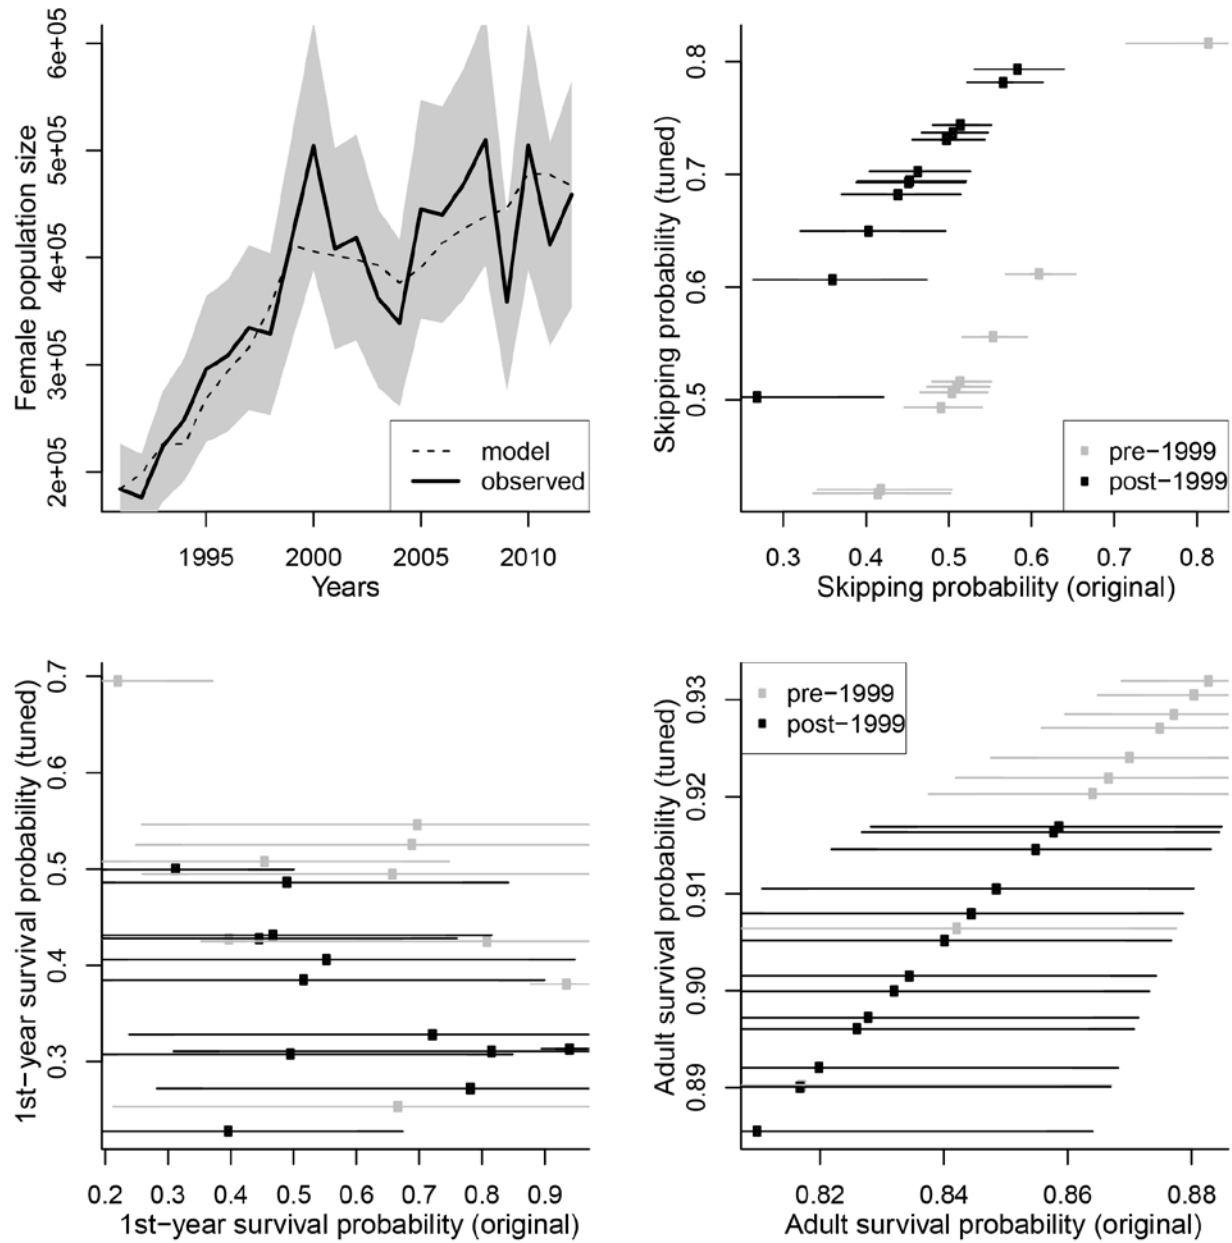 Female population size
6e+05
5e+05
4e+05
3e+05
2e+05
model
observed
1995
2000
2005
2010
Years
Skipping probability (tuned)
0.8
0.7
0.6
0.5
pre−1999
post−1999
0.3
0.4
0.5
0.6
0.7
0.8
Skipping probability (original)
1st−year survival probability (tuned)
0.7
0.6
0.5
0.4
0.3
0.2
0.3
0.4
0.5
0.6
0.7
0.8
0.9
1st−year survival probability (original)
Adult survival probability (tuned)
0.93
0.92
0.91
0.90
0.89
pre−1999
post−1999
0.82
0.84
0.86
0.88
Adult survival probability (original)